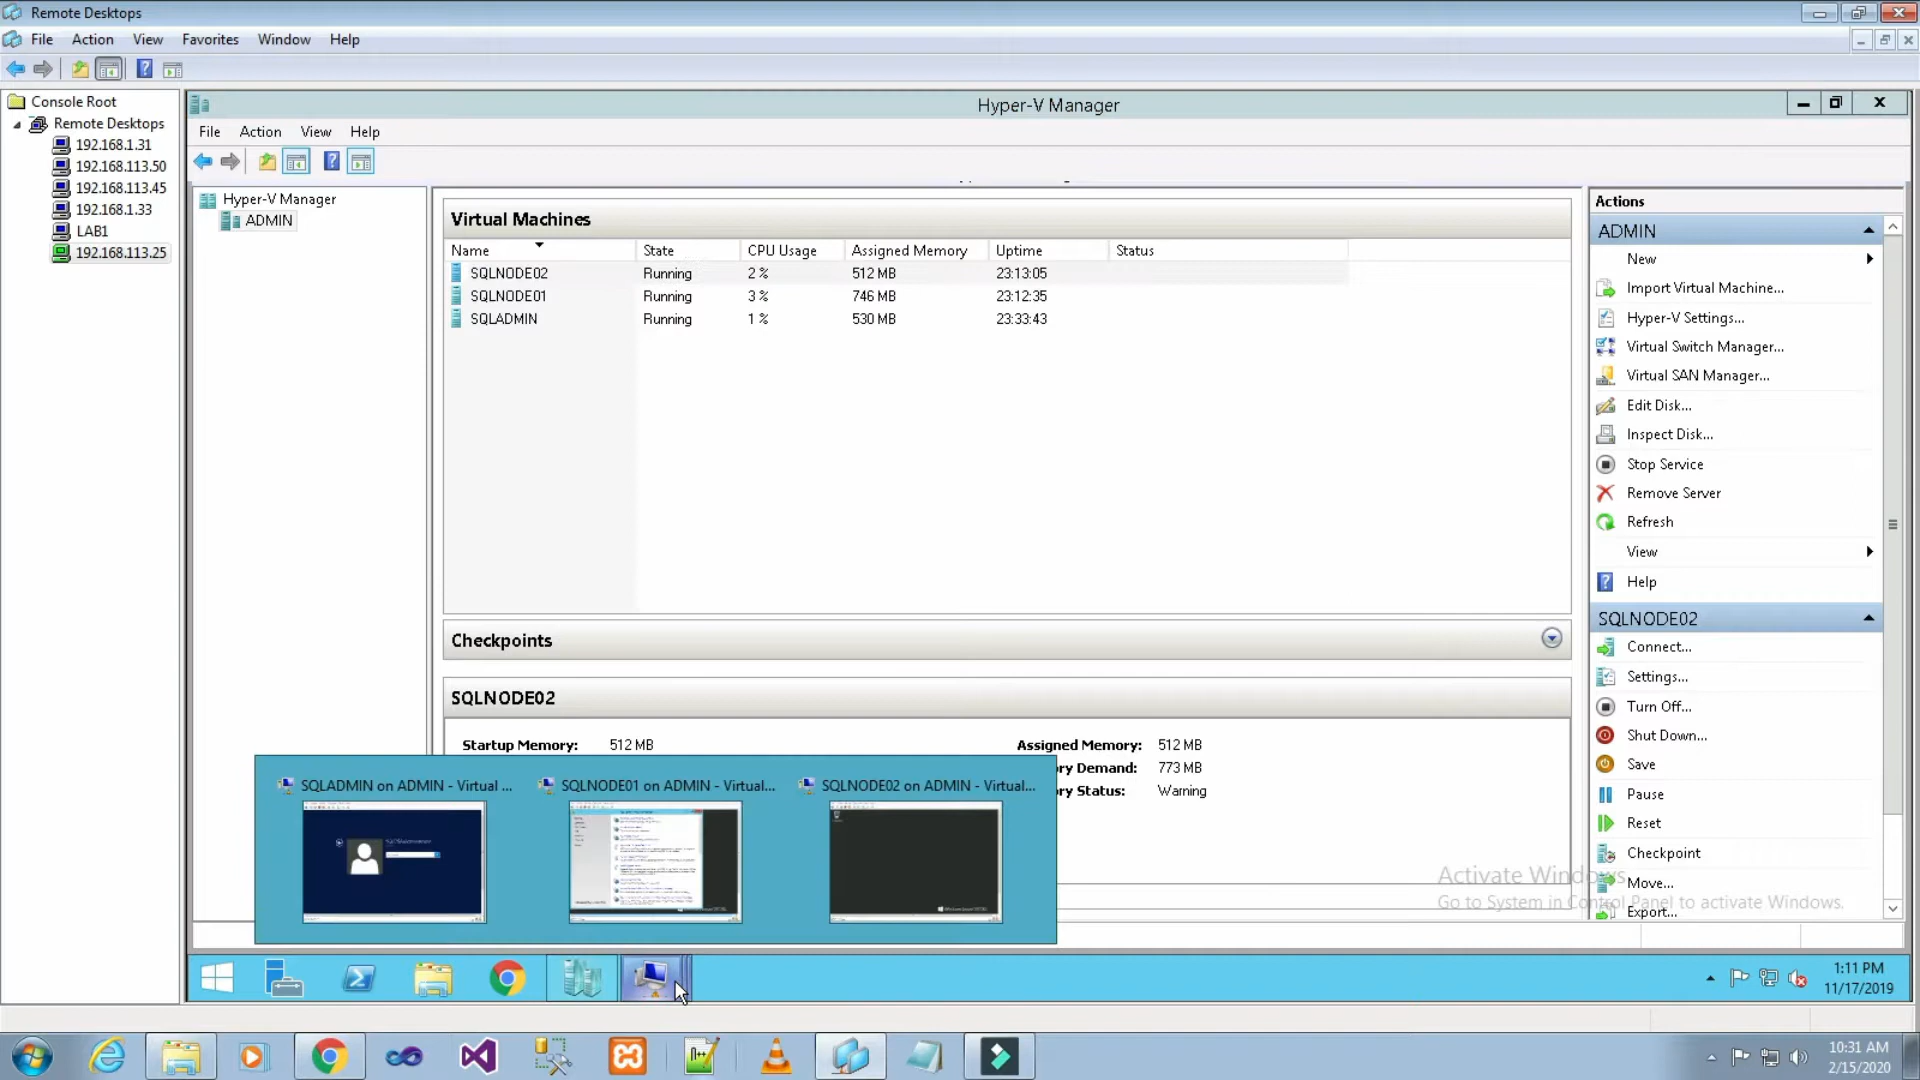 Remote Desktops
File Action View Favorites Window Help
Console Root
Remote Desktops
192.168.1.31
192.168.113.50
192.168.113.45
192.168.1.33
LAB1
192.168.113.25
Hyper-V Manager
File Action View Help
Hyper-V Manager
ADMIN
Virtual Machines
Name State CPU Usage Assigned Memory Uptime Status
SQLNODE02 Running 2 % 512 MB 23:13:05
SQLNODE01 Running 3 % 746 MB 23:12:35
SQLADMIN Running 1 % 530 MB 23:33:43
Checkpoints
SQLNODE02
Startup Memory: 512 MB
Assigned Memory: 512 MB
ry Demand: 773 MB
ry Status: Warning
SQLADMIN on ADMIN - Virtual ...
SQLNODE01 on ADMIN - Virtual...
SQLNODE02 on ADMIN - Virtual...
Actions
ADMIN
New
Import Virtual Machine...
Hyper-V Settings...
Virtual Switch Manager...
Virtual SAN Manager...
Edit Disk...
Inspect Disk...
Stop Service
Remove Server
Refresh
View
Help
SQLNODE02
Connect...
Settings...
Turn Off...
Shut Down...
Save
Pause
Reset
Checkpoint
Move...
Export...
Activate Windows
Go to System in Control Panel to activate Windows.
1:11 PM
11/17/2019
10:31 AM
2/15/2020